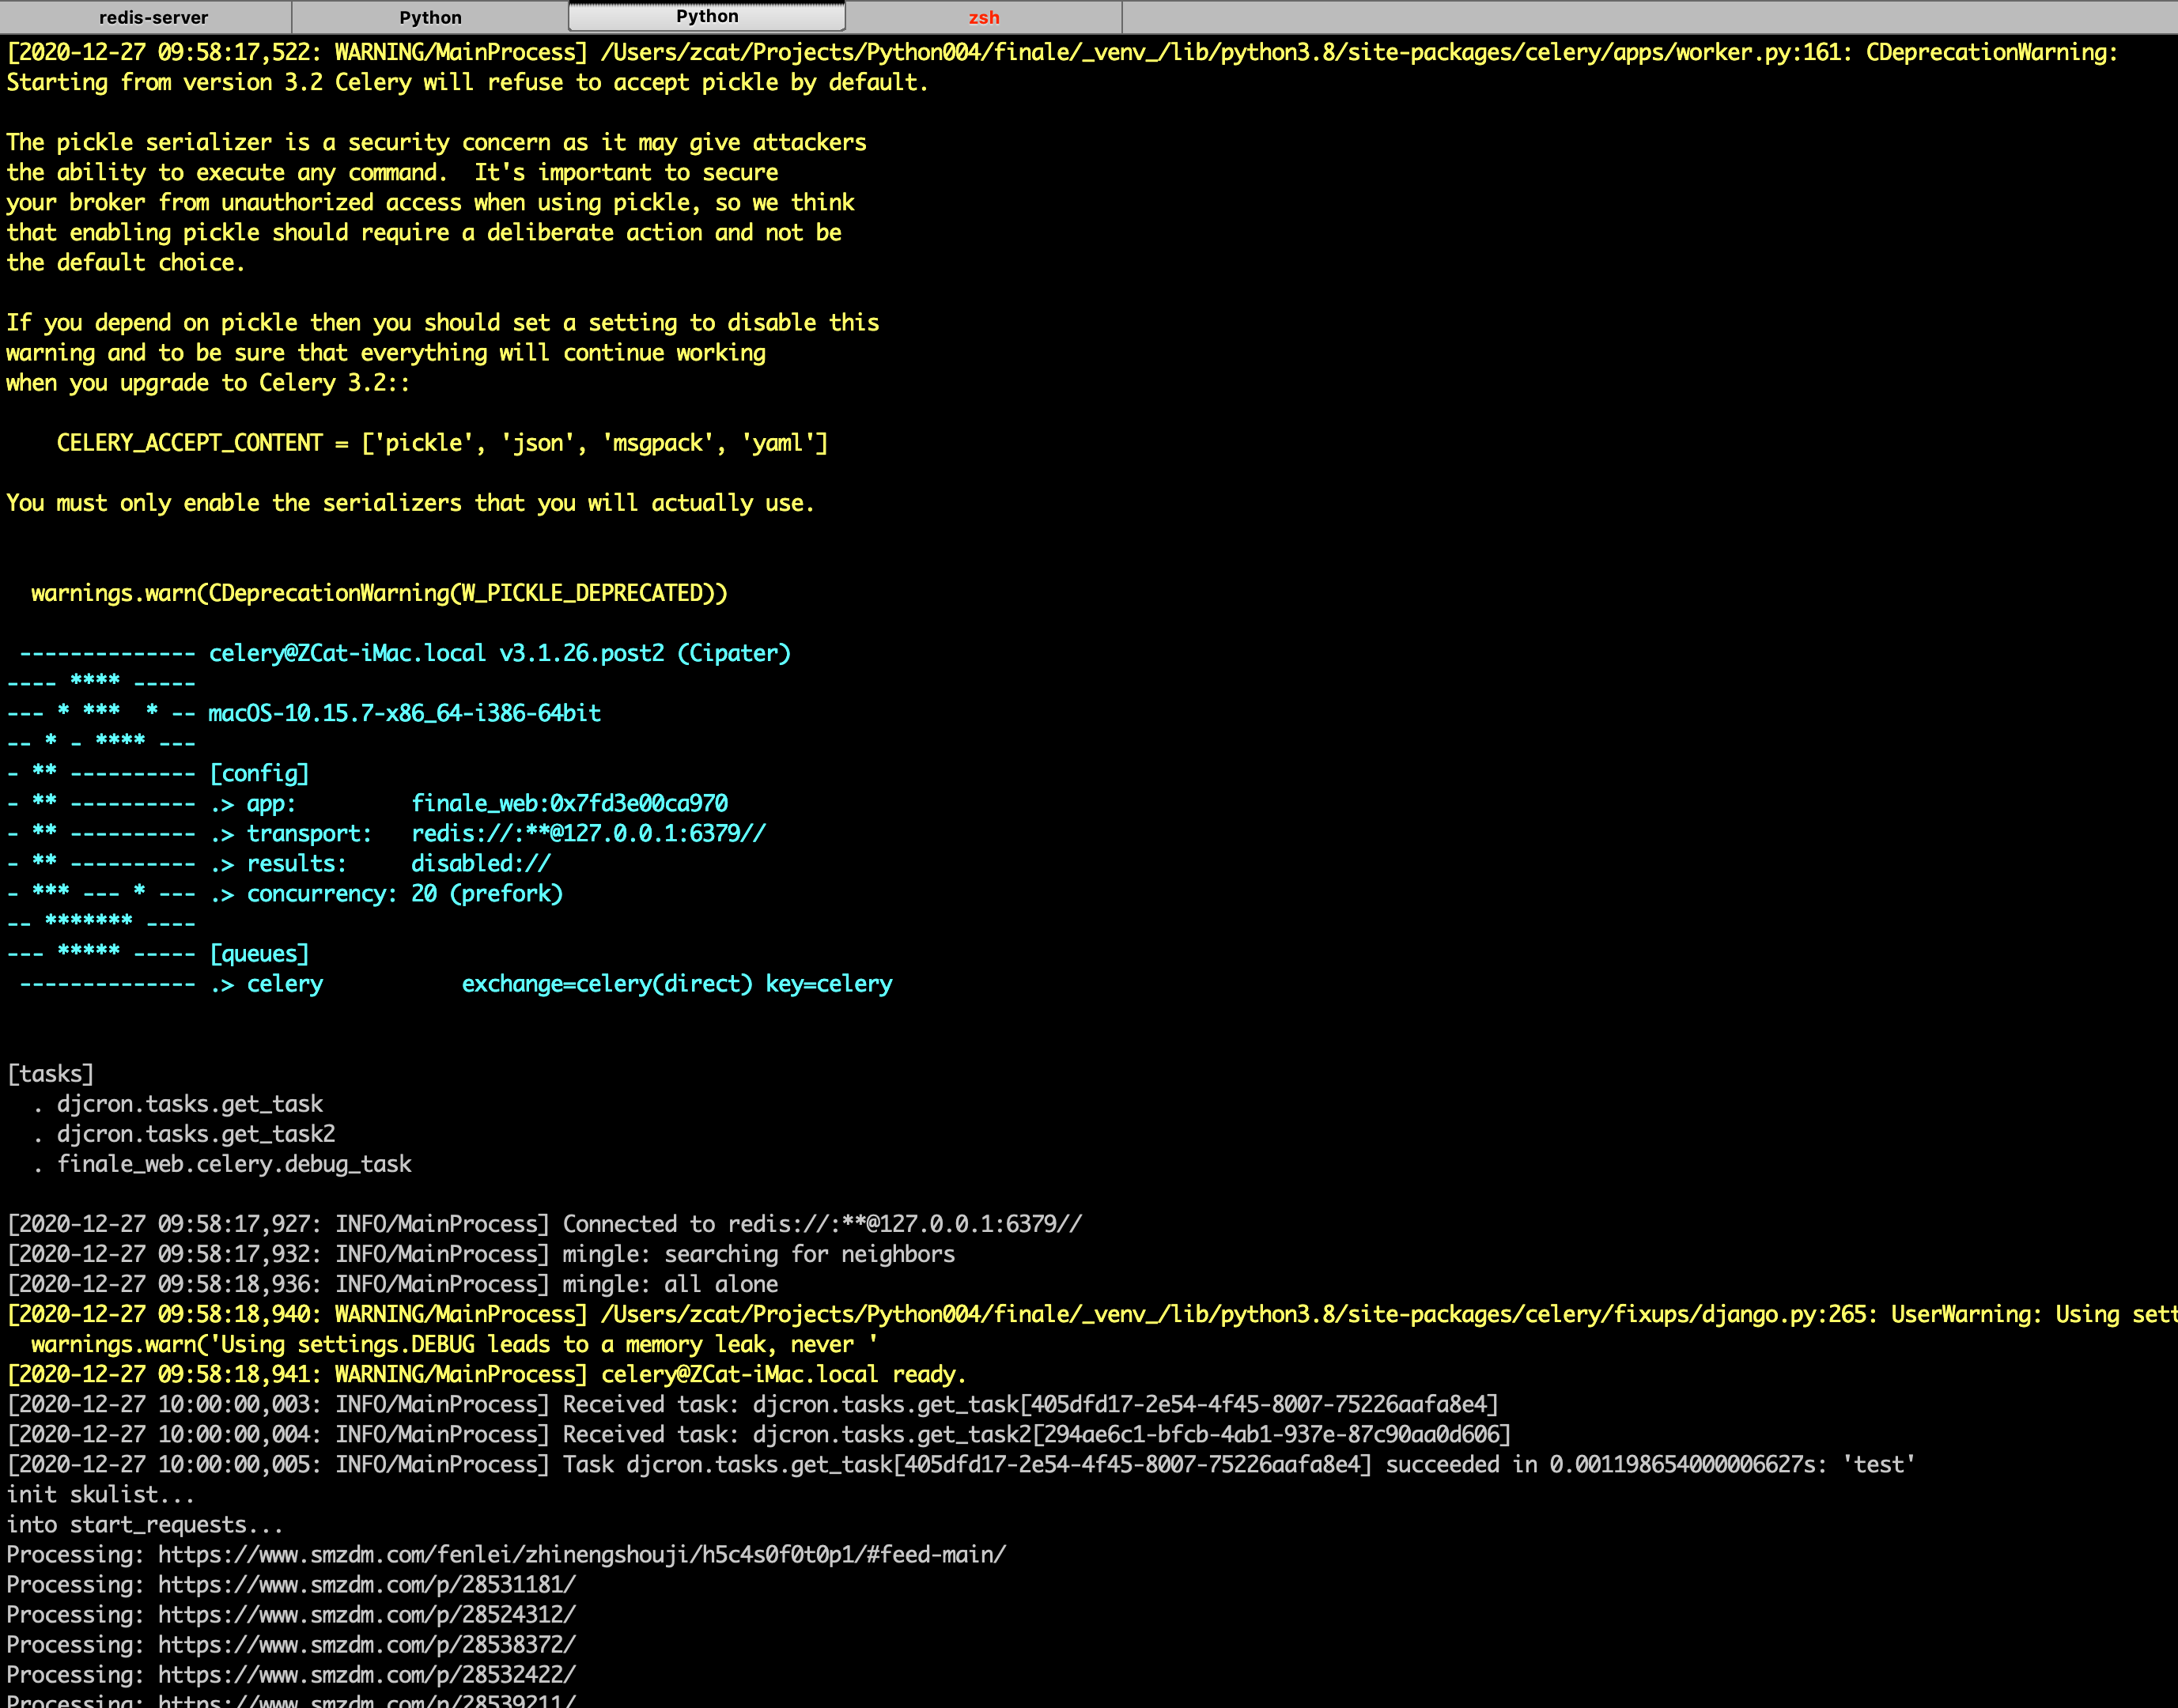 redis-server Python Python zsh
[2020-12-27 09:58:17,522: WARNING/MainProcess] /Users/zcat/Projects/Python004/finale/_venv_/lib/python3.8/site-packages/celery/apps/worker.py:161: CDeprecationWarning:
Starting from version 3.2 Celery will refuse to accept pickle by default.
The pickle serializer is a security concern as it may give attackers
the ability to execute any command.  It's important to secure
your broker from unauthorized access when using pickle, so we think
that enabling pickle should require a deliberate action and not be
the default choice.
If you depend on pickle then you should set a setting to disable this
warning and to be sure that everything will continue working
when you upgrade to Celery 3.2::
    CELERY_ACCEPT_CONTENT = ['pickle', 'json', 'msgpack', 'yaml']
You must only enable the serializers that you will actually use.
  warnings.warn(CDeprecationWarning(W_PICKLE_DEPRECATED))
 -------------- celery@ZCat-iMac.local v3.1.26.post2 (Cipater)
---- **** -----
--- * ***  * -- macOS-10.15.7-x86_64-i386-64bit
-- * - **** ---
- ** ---------- [config]
- ** ---------- .> app:         finale_web:0x7fd3e00ca970
- ** ---------- .> transport:   redis://:**@127.0.0.1:6379//
- ** ---------- .> results:     disabled://
- *** --- * --- .> concurrency: 20 (prefork)
-- ******* ----
--- ***** ----- [queues]
 -------------- .> celery           exchange=celery(direct) key=celery
[tasks]
  . djcron.tasks.get_task
  . djcron.tasks.get_task2
  . finale_web.celery.debug_task
[2020-12-27 09:58:17,927: INFO/MainProcess] Connected to redis://:**@127.0.0.1:6379//
[2020-12-27 09:58:17,932: INFO/MainProcess] mingle: searching for neighbors
[2020-12-27 09:58:18,936: INFO/MainProcess] mingle: all alone
[2020-12-27 09:58:18,940: WARNING/MainProcess] /Users/zcat/Projects/Python004/finale/_venv_/lib/python3.8/site-packages/celery/fixups/django.py:265: UserWarning: Using sett
  warnings.warn('Using settings.DEBUG leads to a memory leak, never '
[2020-12-27 09:58:18,941: WARNING/MainProcess] celery@ZCat-iMac.local ready.
[2020-12-27 10:00:00,003: INFO/MainProcess] Received task: djcron.tasks.get_task[405dfd17-2e54-4f45-8007-75226aafa8e4]
[2020-12-27 10:00:00,004: INFO/MainProcess] Received task: djcron.tasks.get_task2[294ae6c1-bfcb-4ab1-937e-87c90aa0d606]
[2020-12-27 10:00:00,005: INFO/MainProcess] Task djcron.tasks.get_task[405dfd17-2e54-4f45-8007-75226aafa8e4] succeeded in 0.001198654000006627s: 'test'
init skulist...
into start_requests...
Processing: https://www.smzdm.com/fenlei/zhinengshouji/h5c4s0f0t0p1/#feed-main/
Processing: https://www.smzdm.com/p/28531181/
Processing: https://www.smzdm.com/p/28524312/
Processing: https://www.smzdm.com/p/28538372/
Processing: https://www.smzdm.com/p/28532422/
Processing: https://www.smzdm.com/p/28539211/